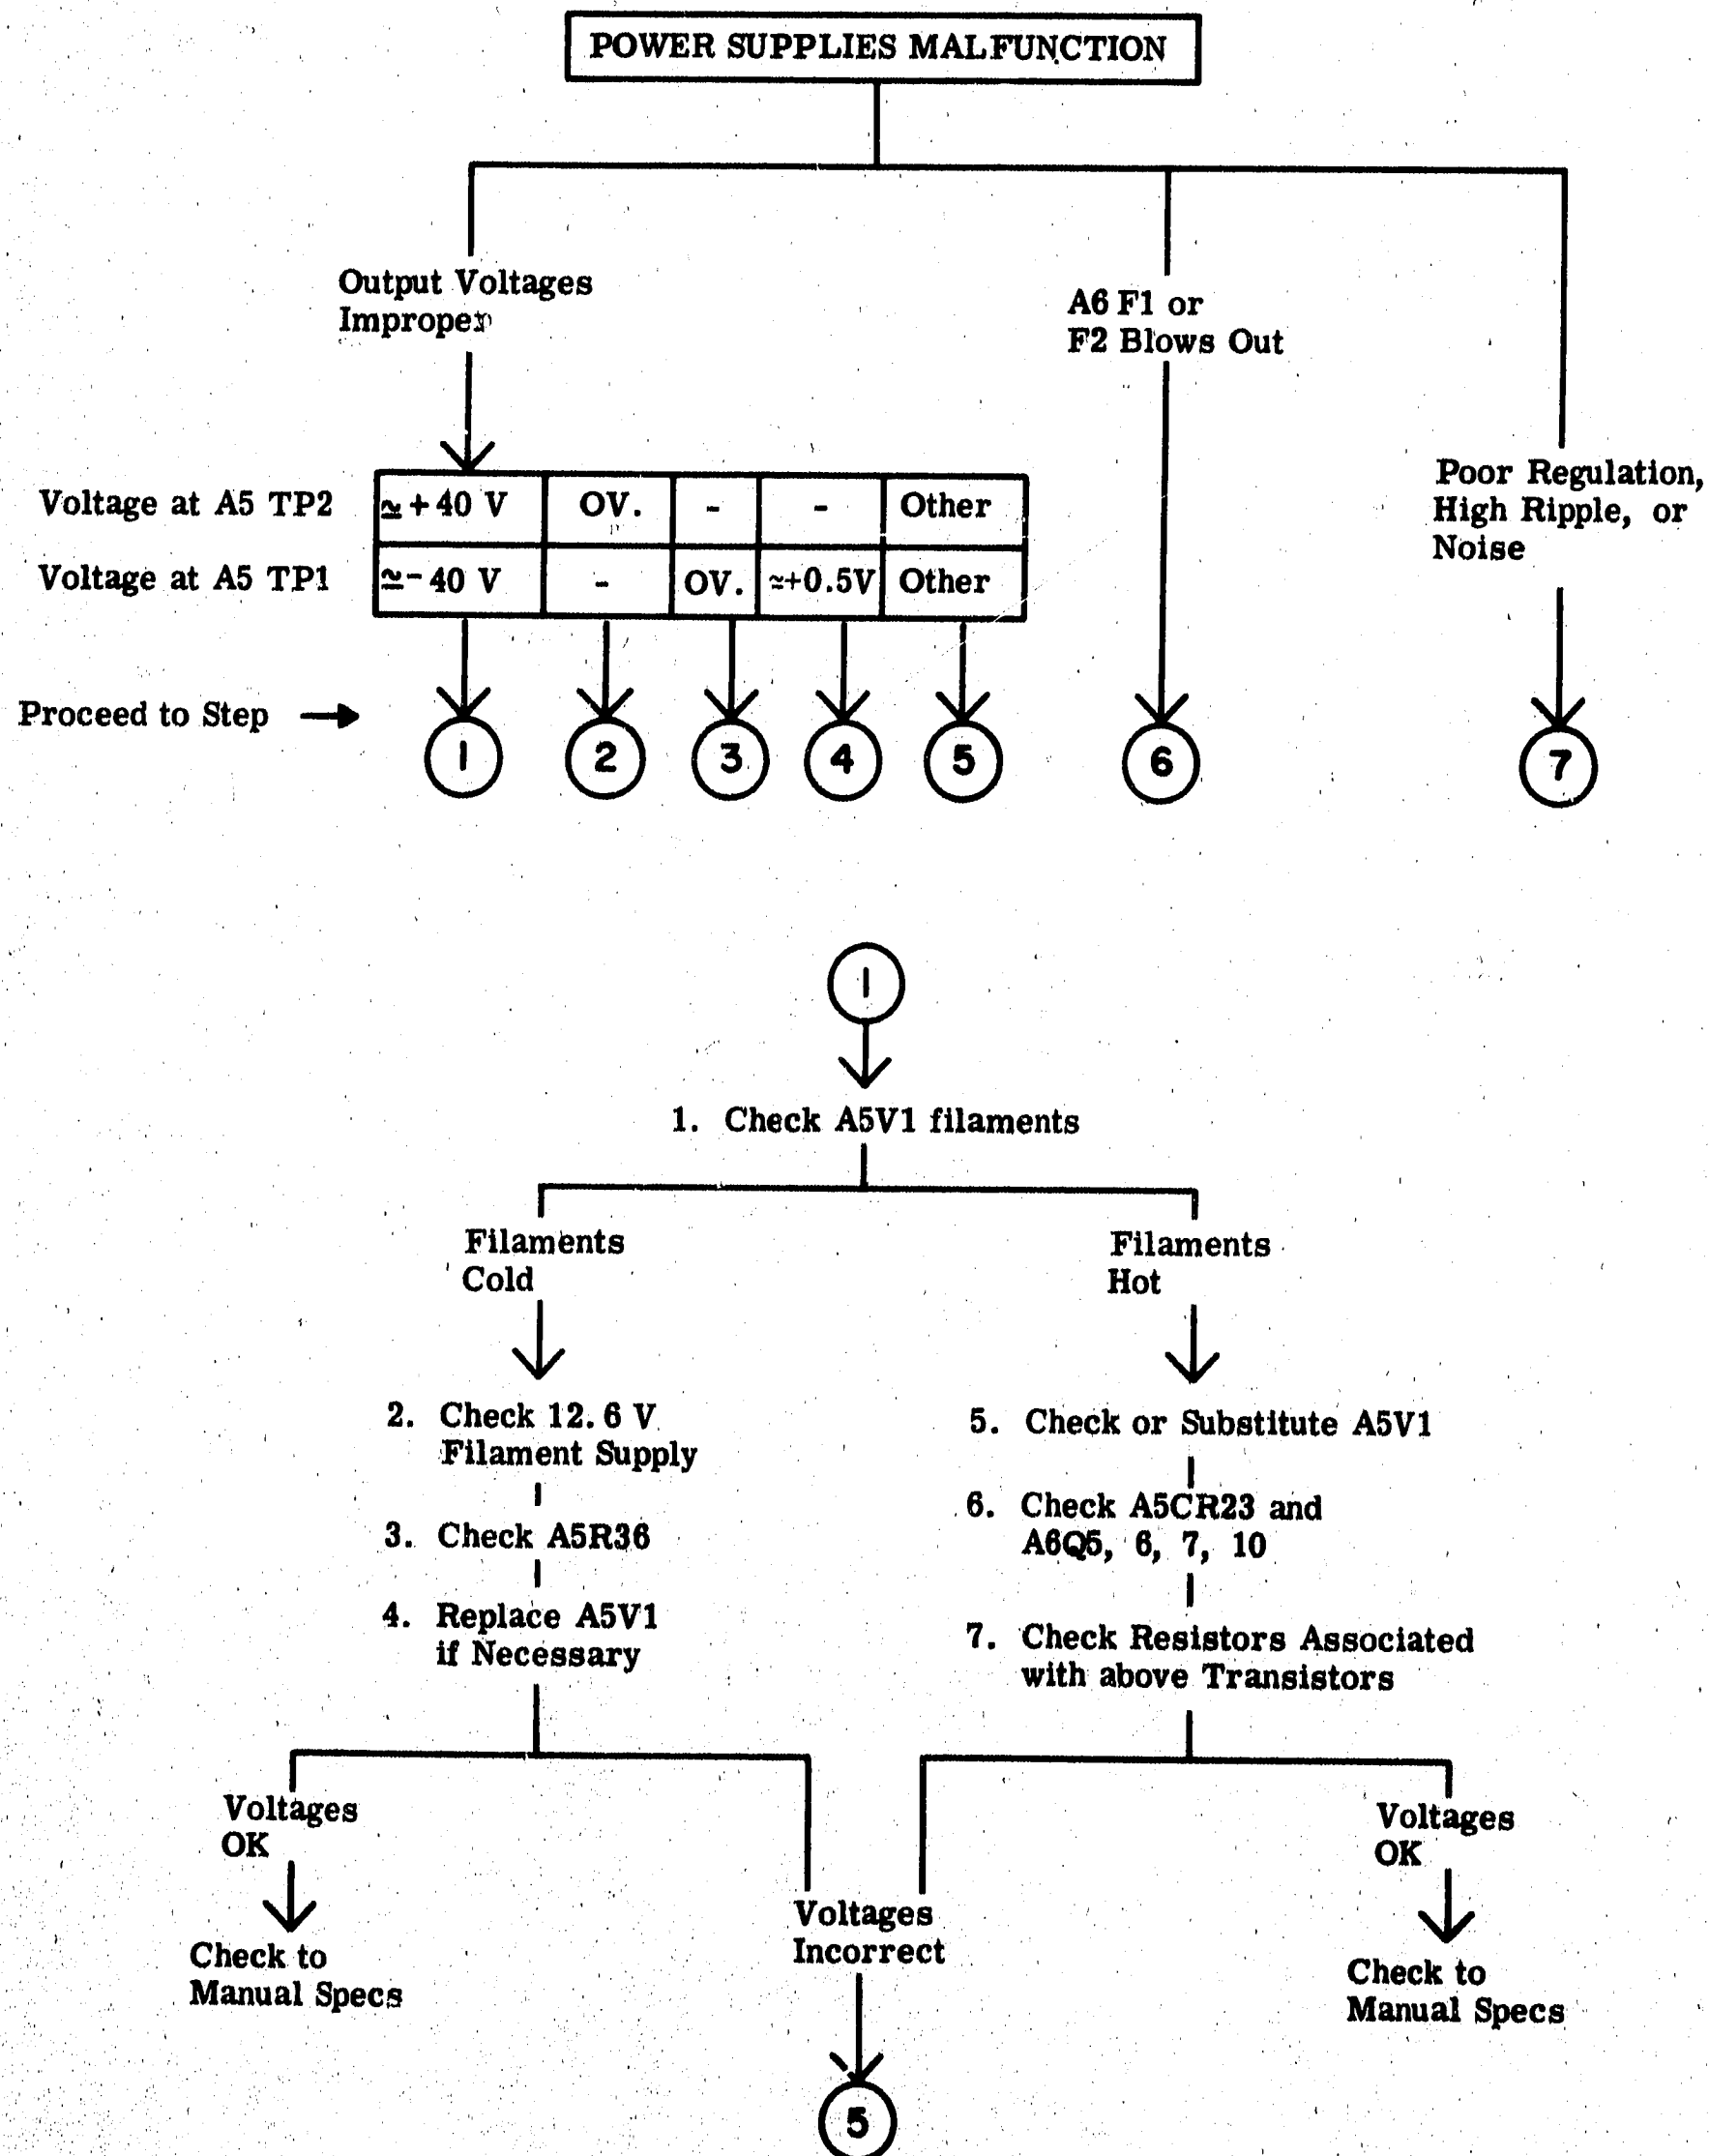 POWER SUPPLIES MALFUNCTION
Output Voltages
Improper
A6 F1 or
F2 Blows Out
Poor Regulation,
High Ripple, or
Noise
Voltage at A5 TP2 ≃+40 V OV. - - Other
Voltage at A5 TP1 ≃-40 V - OV. ≃+0.5V Other
Proceed to Step
1 2 3 4 5 6 7
1
1. Check A5V1 filaments
Filaments
Cold
Filaments
Hot
2. Check 12.6 V
Filament Supply
3. Check A5R36
4. Replace A5V1
if Necessary
5. Check or Substitute A5V1
6. Check A5CR23 and
A6Q5, 6, 7, 10
7. Check Resistors Associated
with above Transistors
Voltages
OK
Check to
Manual Specs
Voltages
Incorrect
Voltages
OK
Check to
Manual Specs
5